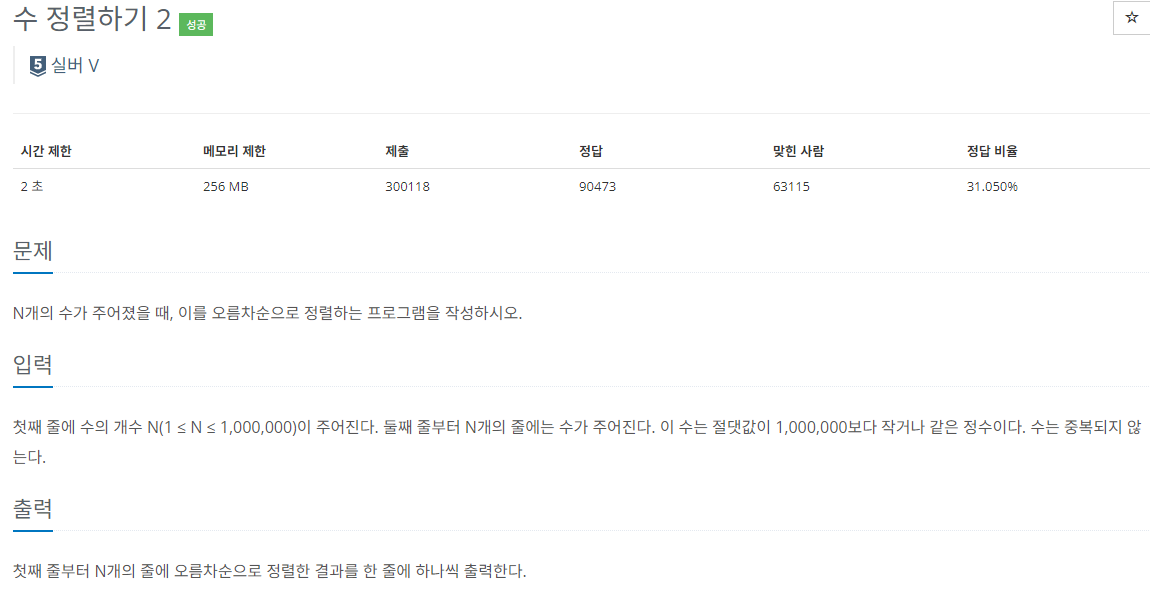 수 정렬하기 2 성공
☆
5 실버 V
시간 제한 메모리 제한 제출 정답 맞힌 사람 정답 비율
2 초 256 MB 300118 90473 63115 31.050%
문제
N개의 수가 주어졌을 때, 이를 오름차순으로 정렬하는 프로그램을 작성하시오.
입력
첫째 줄에 수의 개수 N(1 ≤ N ≤ 1,000,000)이 주어진다. 둘째 줄부터 N개의 줄에는 수가 주어진다. 이 수는 절댓값이 1,000,000보다 작거나 같은 정수이다. 수는 중복되지 않
는다.
출력
첫째 줄부터 N개의 줄에 오름차순으로 정렬한 결과를 한 줄에 하나씩 출력한다.